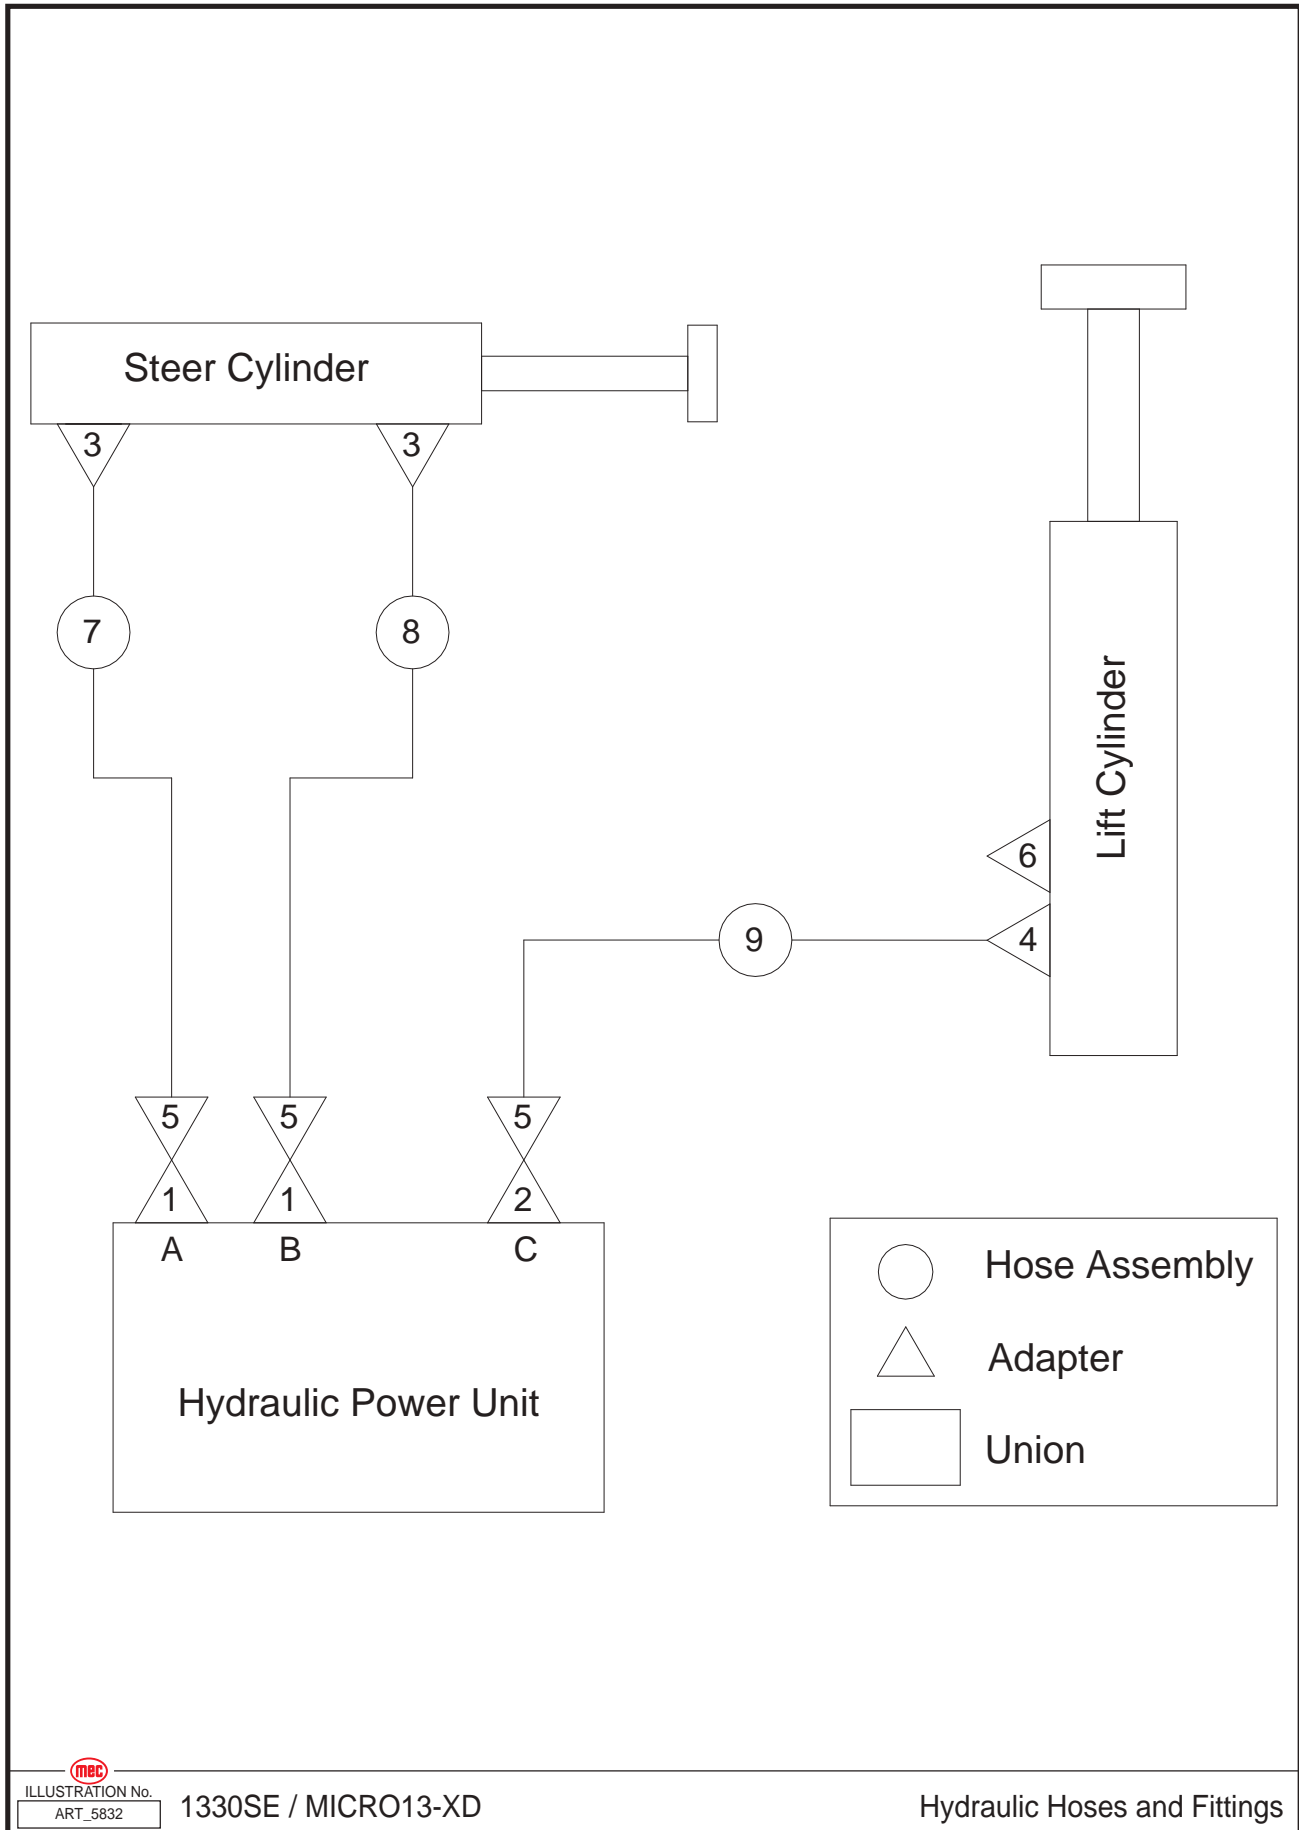 Steer Cylinder
3 3
7 8
Lift Cylinder
6
9 4
5 5 5
1 1 2
A B C
Hydraulic Power Unit
Hose Assembly
Adapter
Union
mec
ILLUSTRATION No.
ART_5832
1330SE / MICRO13-XD
Hydraulic Hoses and Fittings